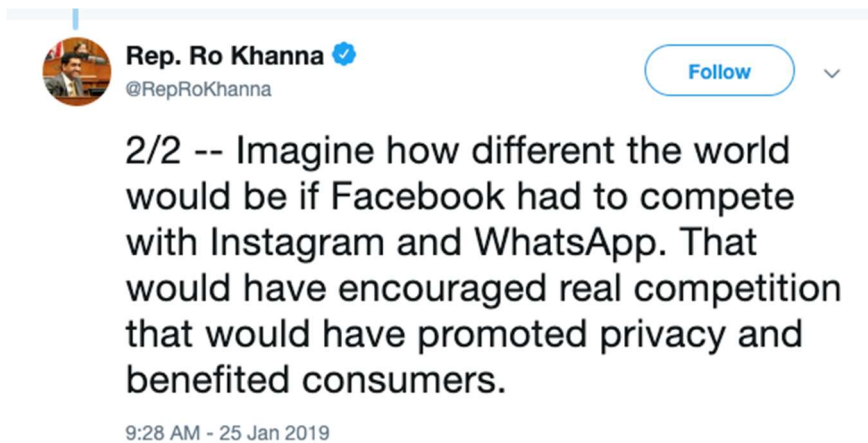 Rep. Ro Khanna
@RepRoKhanna
Follow
2/2 -- Imagine how different the world
would be if Facebook had to compete
with Instagram and WhatsApp. That
would have encouraged real competition
that would have promoted privacy and
benefited consumers.
9:28 AM - 25 Jan 2019